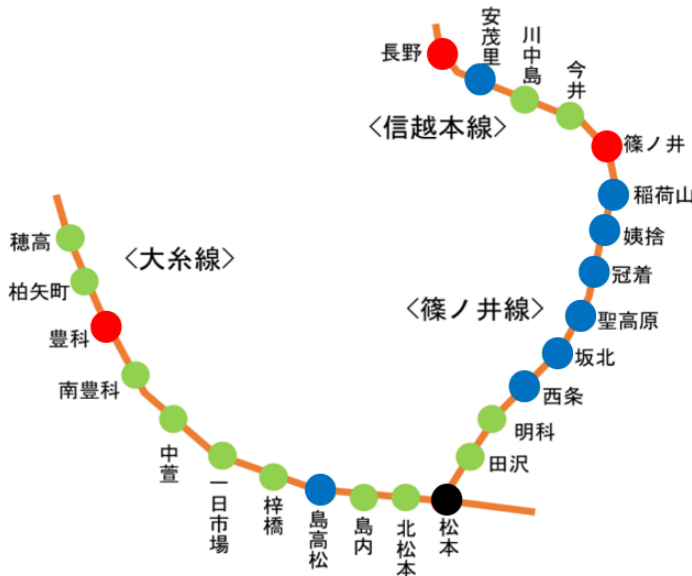 長野
安茂里
川中島
今井
＜信越本線＞
篠ノ井
稲荷山
姨捨
冠着
聖高原
坂北
西条
明科
田沢
＜篠ノ井線＞
＜大糸線＞
穂高
柏矢町
豊科
南豊科
中萱
一日市場
梓橋
島高松
島内
北松本
松本